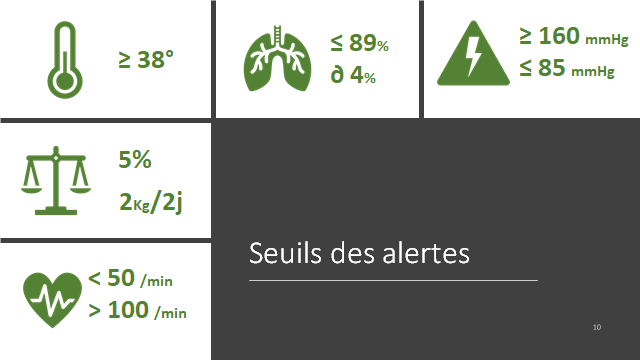 ≥ 38°
≤ 89%
∂ 4%
≥ 160 mmHg
≤ 85 mmHg
5%
2Kg/2j
< 50 /min
> 100 /min
Seuils des alertes
10